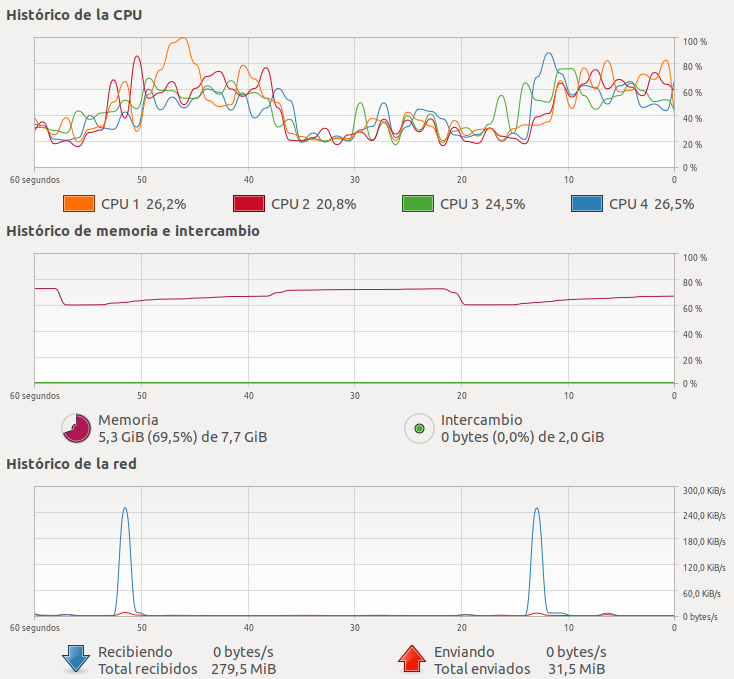 Histórico de la CPU
100 %
80 %
60 %
40 %
20 %
0 %
60 segundos 50 40 30 20 10 0
CPU 1 26,2% CPU 2 20,8% CPU 3 24,5% CPU 4 26,5%
Histórico de memoria e intercambio
100 %
80 %
60 %
40 %
20 %
0 %
60 segundos 50 40 30 20 10 0
Memoria Intercambio
5,3 GiB (69,5%) de 7,7 GiB 0 bytes (0,0%) de 2,0 GiB
Histórico de la red
300,0 KiB/s
240,0 KiB/s
180,0 KiB/s
120,0 KiB/s
60,0 KiB/s
0 bytes/s
60 segundos 50 40 30 20 10 0
Recibiendo 0 bytes/s Enviando 0 bytes/s
Total recibidos 279,5 MiB Total enviados 31,5 MiB